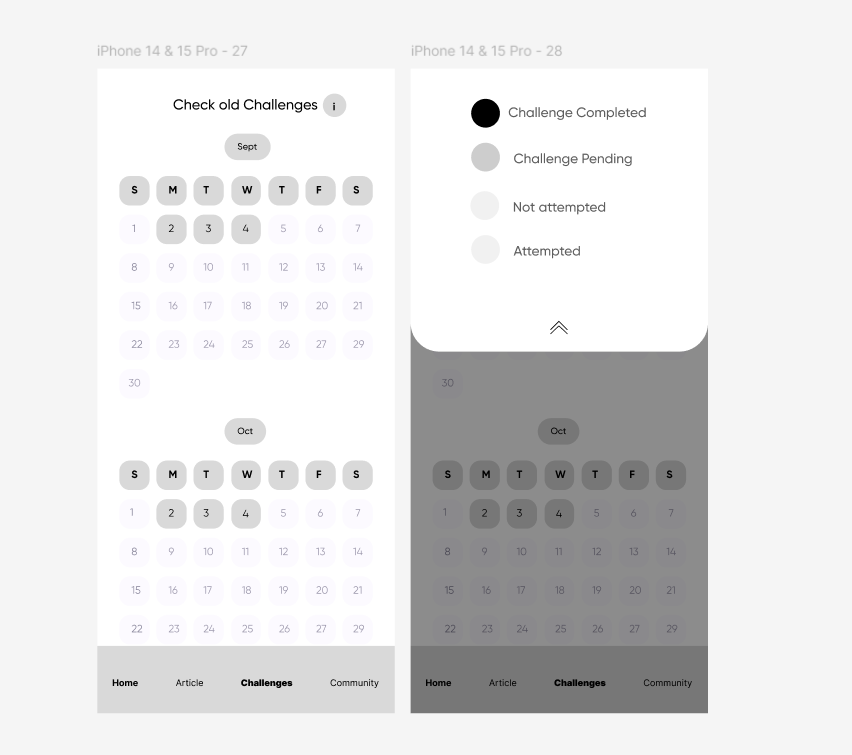 iPhone 14 & 15 Pro - 27
Check old Challenges i
Sept
S M T W T F S
1 2 3 4 5 6 7
8 9 10 11 12 13 14
15 16 17 18 19 20 21
22 23 24 25 26 27 29
30
Oct
S M T W T F S
1 2 3 4 5 6 7
8 9 10 11 12 13 14
15 16 17 18 19 20 21
22 23 24 25 26 27 29
Home Article Challenges Community
iPhone 14 & 15 Pro - 28
Challenge Completed
Challenge Pending
Not attempted
Attempted
30
Oct
S M T W T F S
1 2 3 4 5 6 7
8 9 10 11 12 13 14
15 16 17 18 19 20 21
22 23 24 25 26 27 29
Home Article Challenges Community